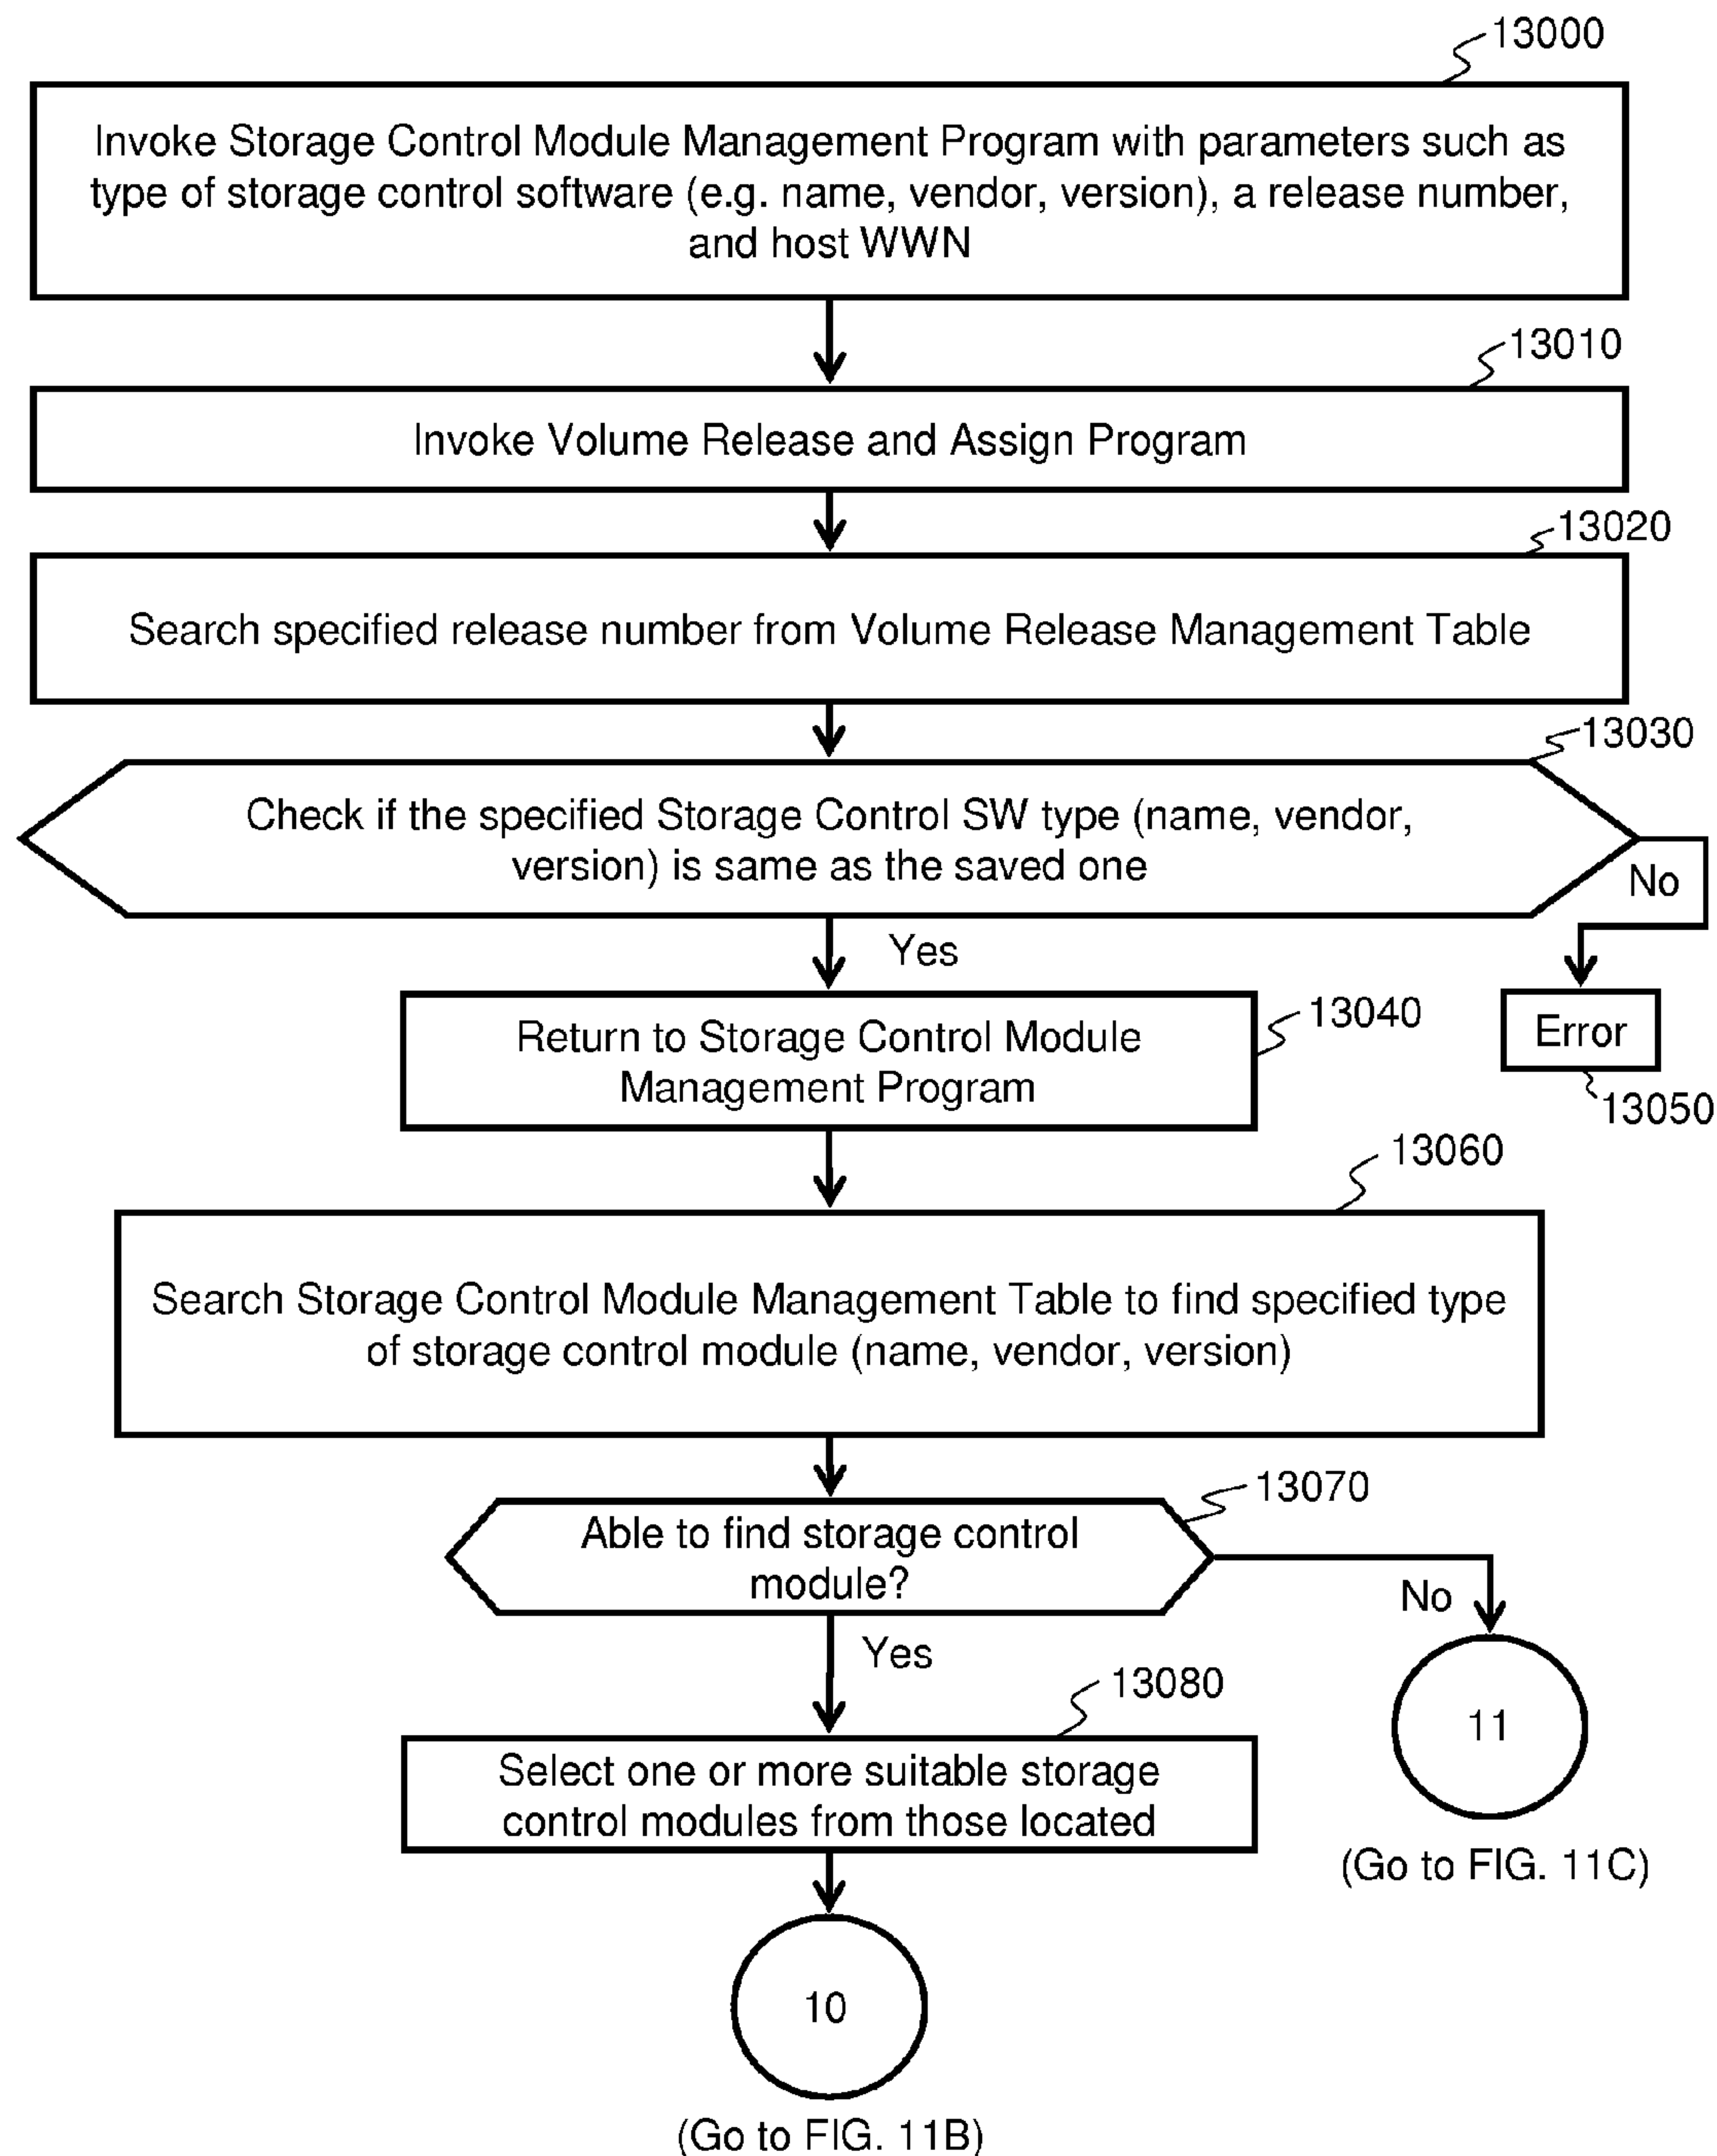 13000
Invoke Storage Control Module Management Program with parameters such as
type of storage control software (e.g. name, vendor, version), a release number,
and host WWN
13010
Invoke Volume Release and Assign Program
13020
Search specified release number from Volume Release Management Table
13030
Check if the specified Storage Control SW type (name, vendor,
version) is same as the saved one
No
Yes
13040
Return to Storage Control Module
Management Program
Error
13050
13060
Search Storage Control Module Management Table to find specified type
of storage control module (name, vendor, version)
13070
Able to find storage control
module?
No
Yes
13080
Select one or more suitable storage
control modules from those located
11
(Go to FIG. 11C)
10
(Go to FIG. 11B)